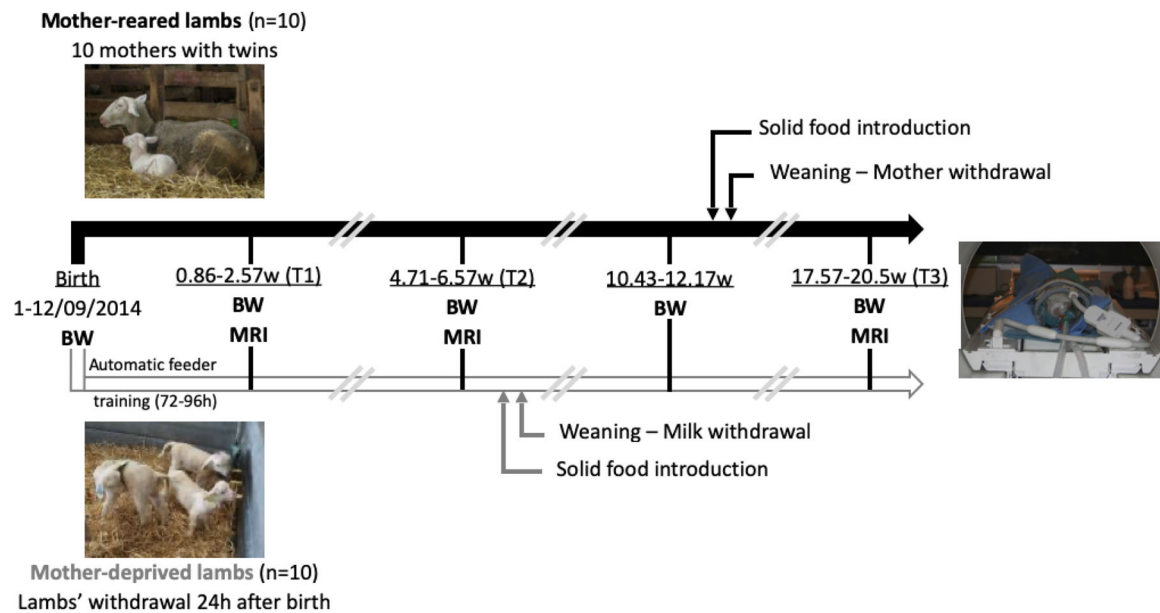 Mother-reared lambs (n=10)
10 mothers with twins
Solid food introduction
Weaning – Mother withdrawal
Birth
1-12/09/2014
BW
0.86-2.57w (T1)
BW
MRI
4.71-6.57w (T2)
BW
MRI
10.43-12.17w
BW
17.57-20.5w (T3)
BW
MRI
Automatic feeder
training (72-96h)
Weaning – Milk withdrawal
Solid food introduction
Mother-deprived lambs (n=10)
Lambs’ withdrawal 24h after birth